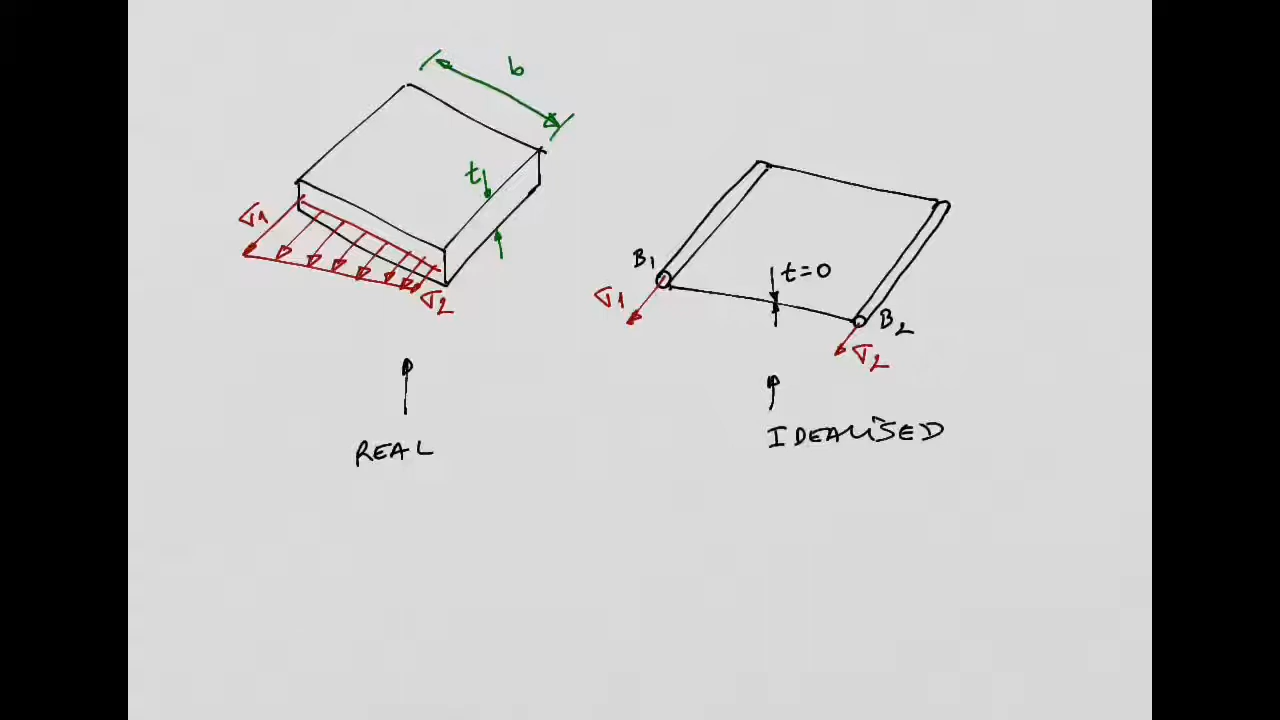 b
t
σ1
σ2
REAL
B1
t=0
σ1
B2
σ2
IDEALISED